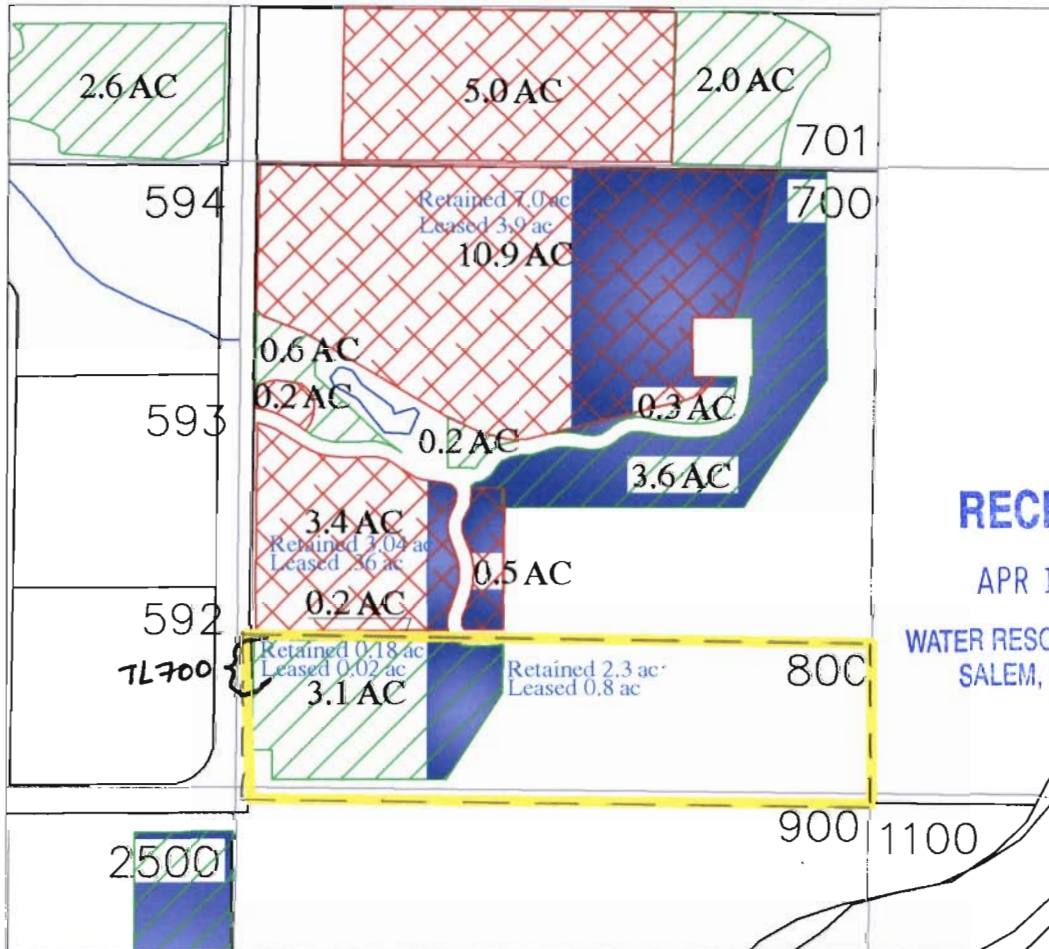 2.6 AC
5.0 AC
2.0 AC
701
594
Retained 7.0 ac
Leased 3.9 ac
10.9 AC
700
0.6 AC
0.2 AC
593
0.2 AC
0.3 AC
3.6 AC
3.4 AC
Retained 3.04 ac
Leased .36 ac
0.5 AC
0.2 AC
592
TL700
Retained 0.18 ac
Leased 0.02 ac
3.1 AC
Retained 2.3 ac
Leased 0.8 ac
800
APR
WATER
SALEM,
900
1100
2500